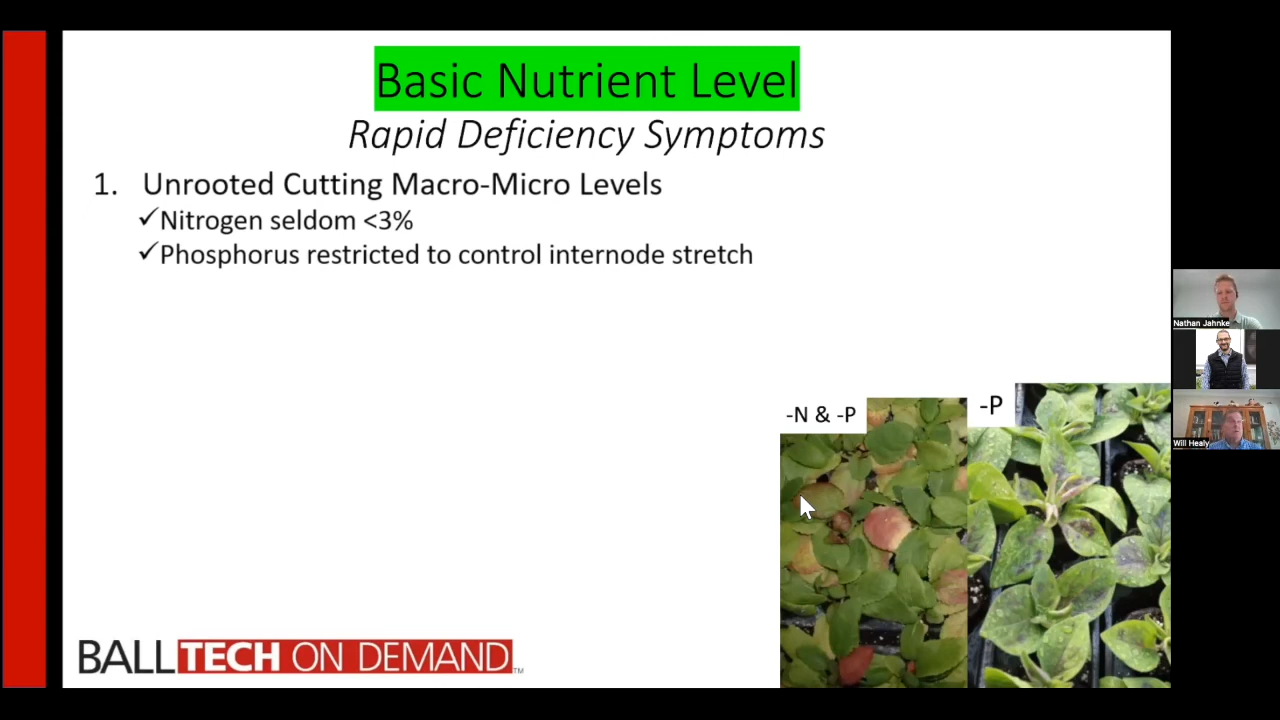 Basic Nutrient Level
Rapid Deficiency Symptoms
1. Unrooted Cutting Macro-Micro Levels
✓Nitrogen seldom <3%
✓Phosphorus restricted to control internode stretch
-N & -P
-P
Nathan Jahnke
Will Healy
BALLTECH ON DEMAND™